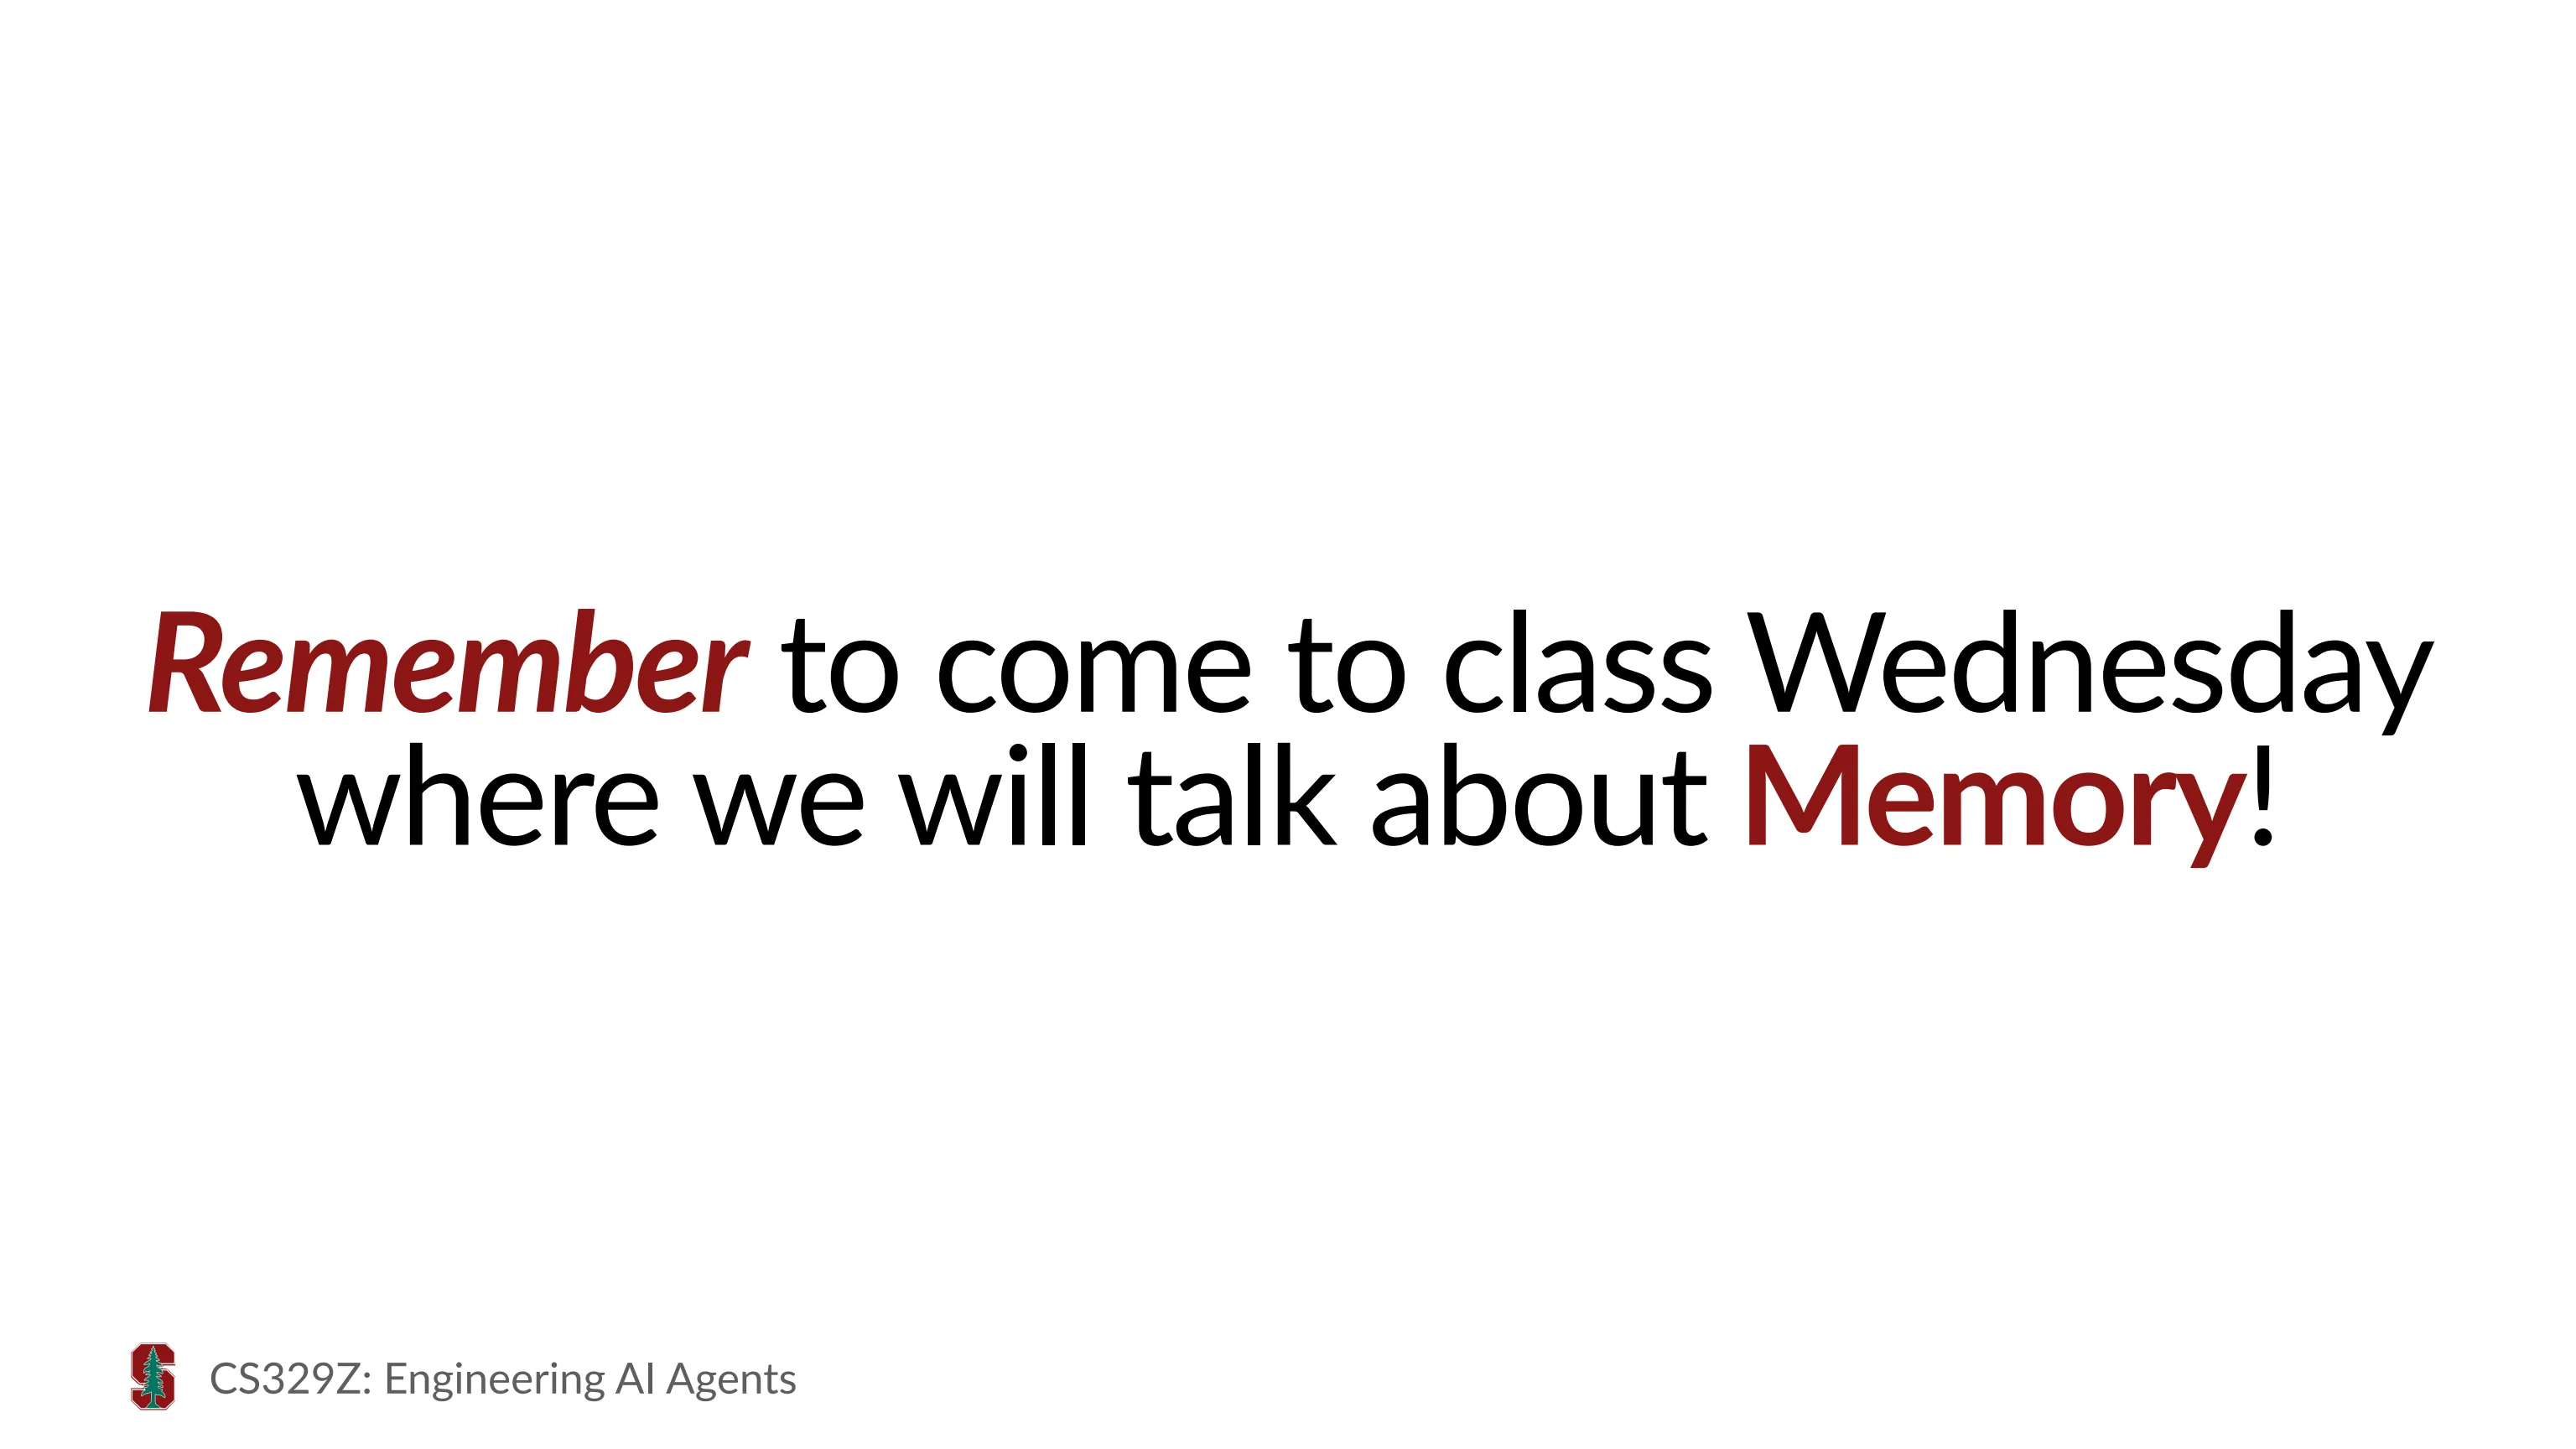 Remember to come to class Wednesday
where we will talk about Memory!
CS329Z: Engineering AI Agents